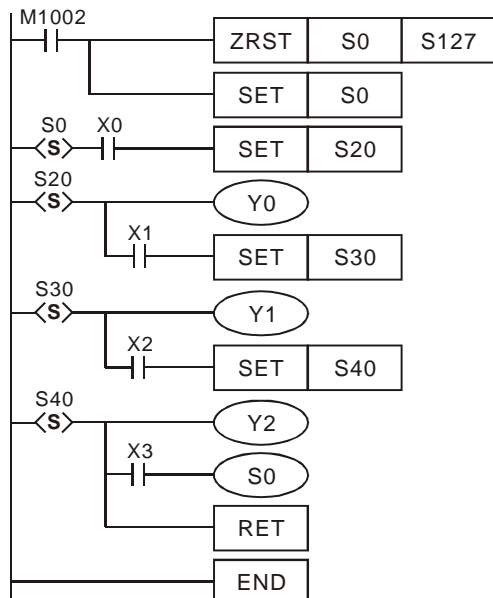 M1002
ZRST S0 S127
SET S0
S0 X0
S SET S20
S20
S Y0
X1
SET S30
S30
S Y1
X2
SET S40
S40
S Y2
X3
S0
RET
END